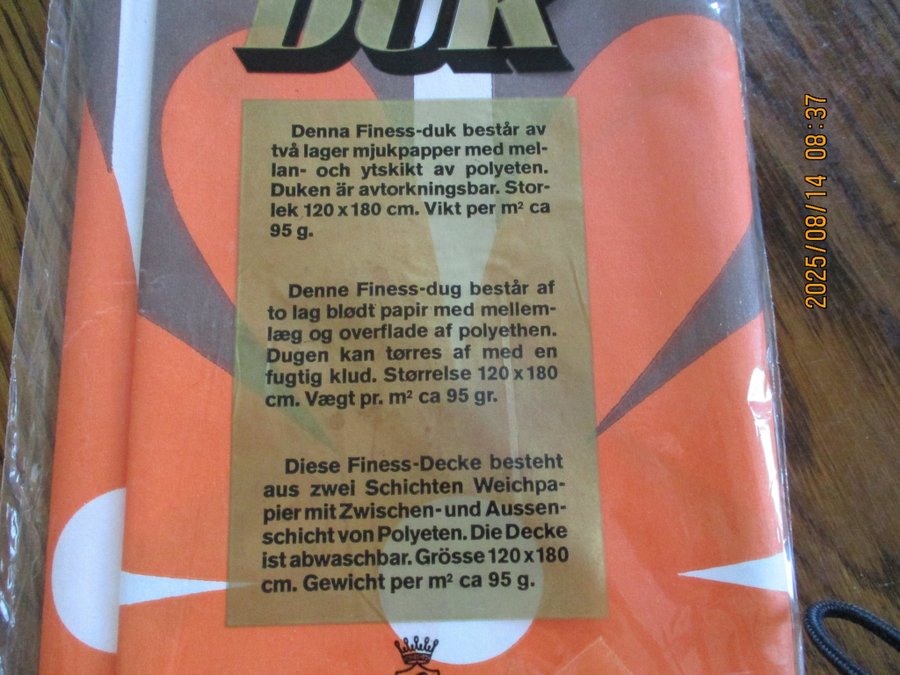 DUK
Denna Finess-duk består av
två lager mjukpapper med mel-
lan- och ytskikt av polyeten.
Duken är avtorkningsbar. Stor-
lek 120 x 180 cm. Vikt per m² ca
95 g.
Denne Finess-dug består af
to lag blødt papir med mellem-
læg og overflade af polyethen.
Dugen kan tørres af med en
fugtig klud. Størrelse 120 x 180
cm. Vægt pr. m² ca 95 gr.
Diese Finess-Decke besteht
aus zwei Schichten Weichpa-
pier mit Zwischen- und Aussen-
schicht von Polyeten. Die Decke
ist abwaschbar. Grösse 120 x 180
cm. Gewicht per m² ca 95 g.
2025/08/14 08:37